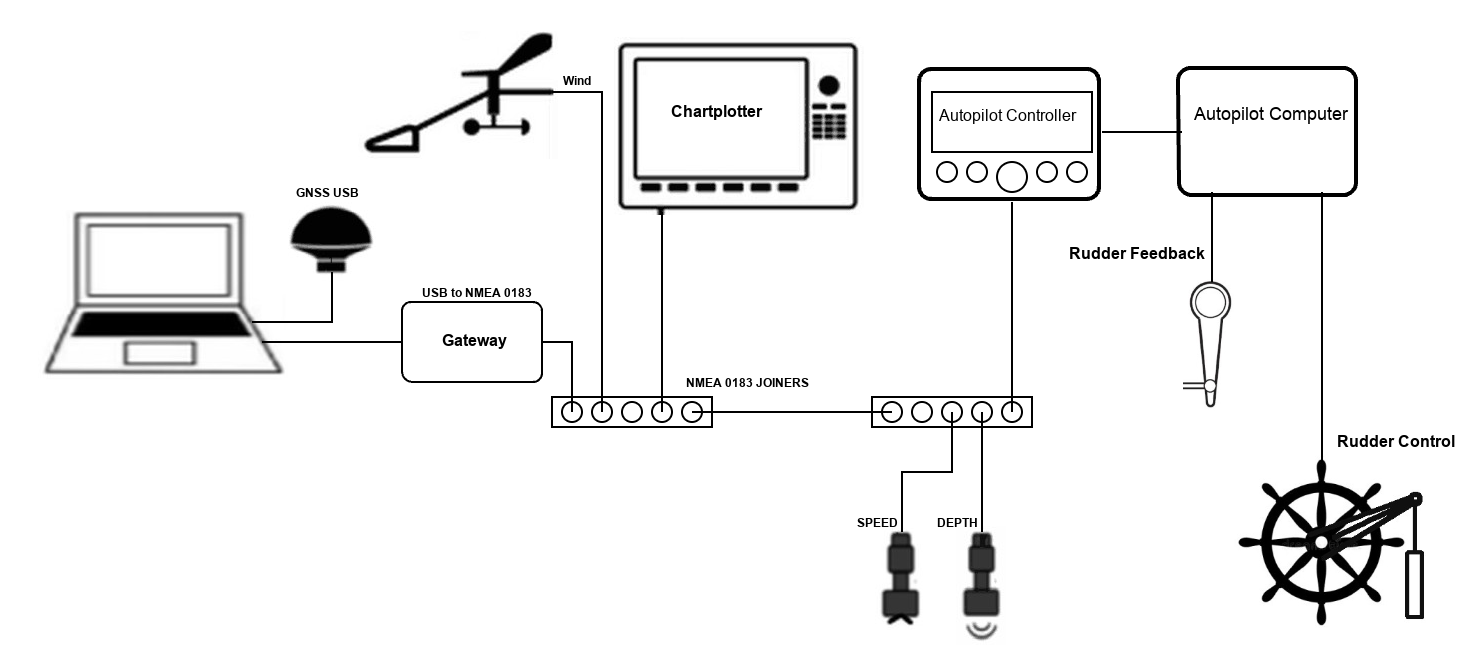 Wind
Chartplotter
Autopilot Controller
Autopilot Computer
GNSS USB
Rudder Feedback
USB to NMEA 0183
Gateway
NMEA 0183 JOINERS
Rudder Control
SPEED
DEPTH